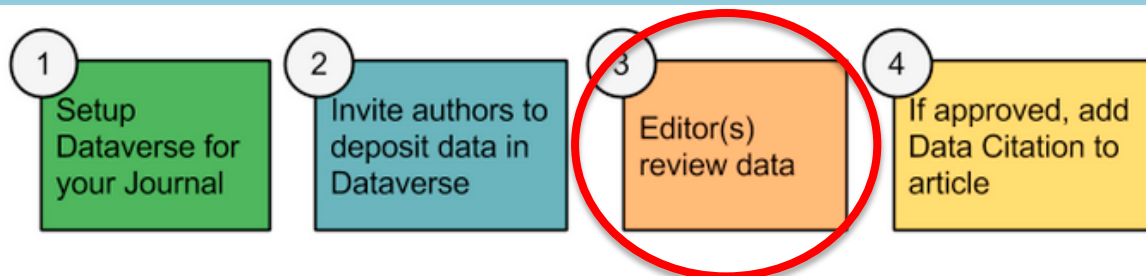 1
Setup
Dataverse for
your Journal
2
Invite authors to
deposit data in
Dataverse
3
Editor(s)
review data
4
If approved, add
Data Citation to
article